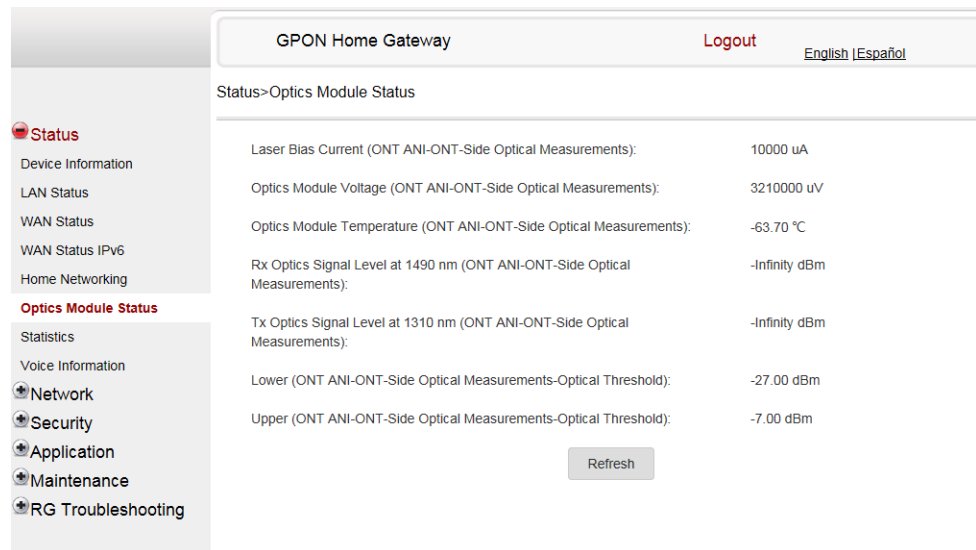 GPON Home Gateway
Logout
English |Español
Status>Optics Module Status
Status
Device Information
LAN Status
WAN Status
WAN Status IPv6
Home Networking
Optics Module Status
Statistics
Voice Information
Network
Security
Application
Maintenance
RG Troubleshooting
Laser Bias Current (ONT ANI-ONT-Side Optical Measurements): 10000 uA
Optics Module Voltage (ONT ANI-ONT-Side Optical Measurements): 3210000 uV
Optics Module Temperature (ONT ANI-ONT-Side Optical Measurements): -63.70 ℃
Rx Optics Signal Level at 1490 nm (ONT ANI-ONT-Side Optical -Infinity dBm
Measurements):
Tx Optics Signal Level at 1310 nm (ONT ANI-ONT-Side Optical -Infinity dBm
Measurements):
Lower (ONT ANI-ONT-Side Optical Measurements-Optical Threshold): -27.00 dBm
Upper (ONT ANI-ONT-Side Optical Measurements-Optical Threshold): -7.00 dBm
Refresh